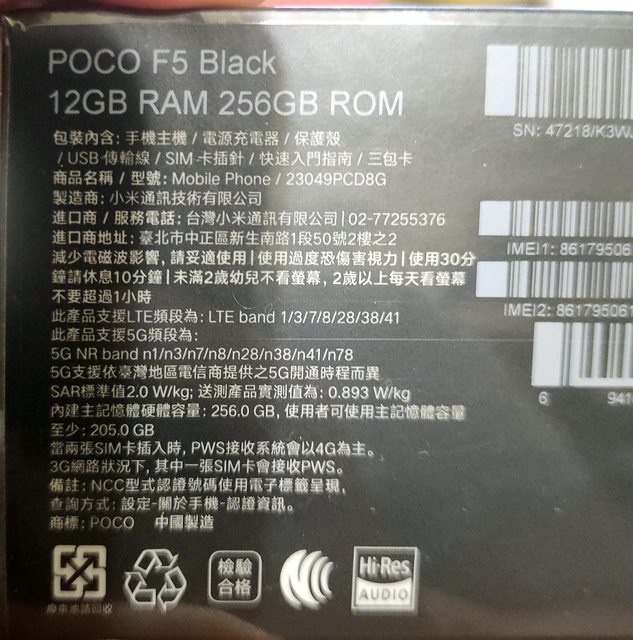 POCO F5 Black
12GB RAM 256GB ROM
包裝內含: 手機主機 / 電源充電器 / 保護殼
/ USB 傳輸線 / SIM 卡插針 / 快速入門指南 / 三包卡
商品名稱 / 型號: Mobile Phone / 23049PCD8G
製造商: 小米通訊技術有限公司
進口商 / 服務電話: 台灣小米通訊有限公司 | 02-77255376
進口商地址: 臺北市中正區新生南路1段50號2樓之2
減少電磁波影響, 請妥適使用 | 使用過度恐傷害視力 | 使用30分
鐘請休息10分鐘 | 未滿2歲幼兒不看螢幕, 2歲以上每天看螢幕
不要超過1小時
此產品支援LTE頻段為: LTE band 1/3/7/8/28/38/41
此產品支援5G頻段為:
5G NR band n1/n3/n7/n8/n28/n38/n41/n78
5G支援依臺灣地區電信商提供之5G開通時程而異
SAR標準值2.0 W/kg; 送測產品實測值為: 0.893 W/kg
內建主記憶體硬體容量: 256.0 GB, 使用者可使用主記憶體容量
至少: 205.0 GB
當兩張SIM卡插入時, PWS接收系統會以4G為主。
3G網路狀況下, 其中一張SIM卡會接收PWS。
備註: NCC型式認證號碼使用電子標籤呈現,
查詢方式: 設定-關於手機-認證資訊。
商標: POCO 中國製造
廢電池請回收
檢驗
合格
Hi-Res
AUDIO
SN: 47218/K3W
IMEI1: 86179506
IMEI2: 861795061
6 941